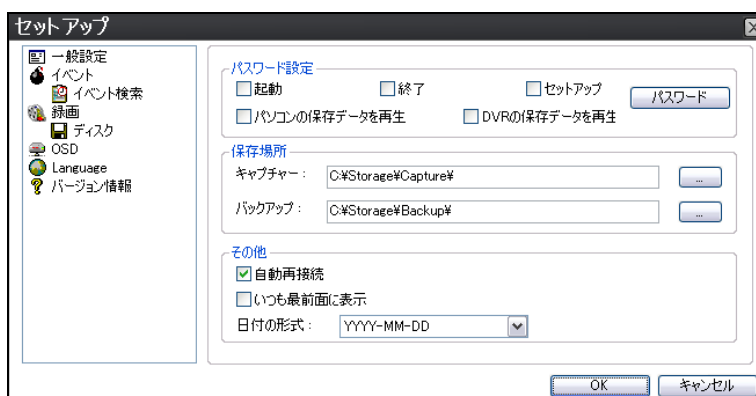 セットアップ
一般設定
イベント
イベント検索
録画
ディスク
OSD
Language
バージョン情報
パスワード設定
起動
終了
セットアップ
パスワード
パソコンの保存データを再生
DVRの保存データを再生
保存場所
キャプチャー：
C:¥Storage¥Capture¥
...
バックアップ：
C:¥Storage¥Backup¥
...
その他
自動再接続
いつも最前面に表示
日付の形式：
YYYY-MM-DD
OK
キャンセル